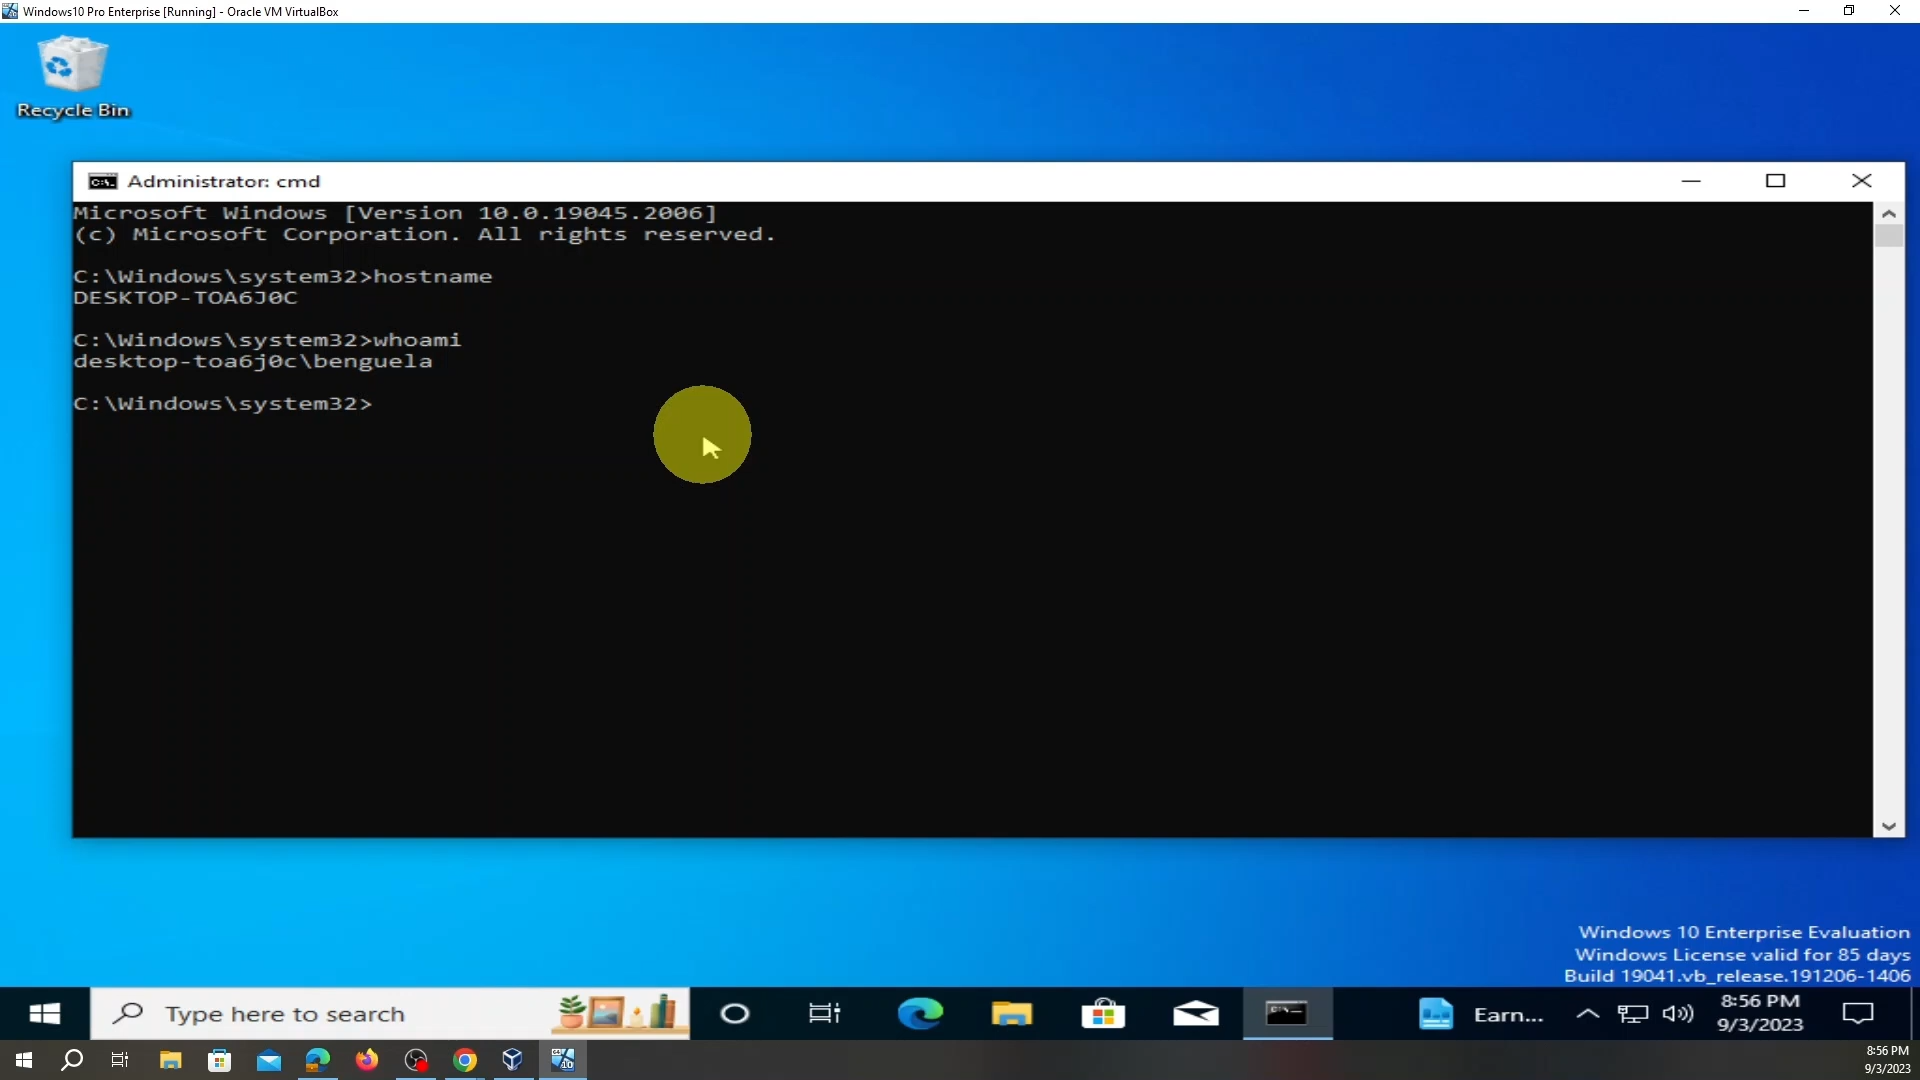 Windows10 Pro Enterprise [Running] - Oracle VM VirtualBox
Recycle Bin
Administrator: cmd
Microsoft Windows [Version 10.0.19045.2006]
(c) Microsoft Corporation. All rights reserved.
C:\Windows\system32>hostname
DESKTOP-TOA6J0C
C:\Windows\system32>whoami
desktop-toa6j0c\benguela
C:\Windows\system32>
Windows 10 Enterprise Evaluation
Windows License valid for 85 days
Build 19041.vb_release.191206-1406
Type here to search
Earn...
8:56 PM
9/3/2023
8:56 PM
9/3/2023